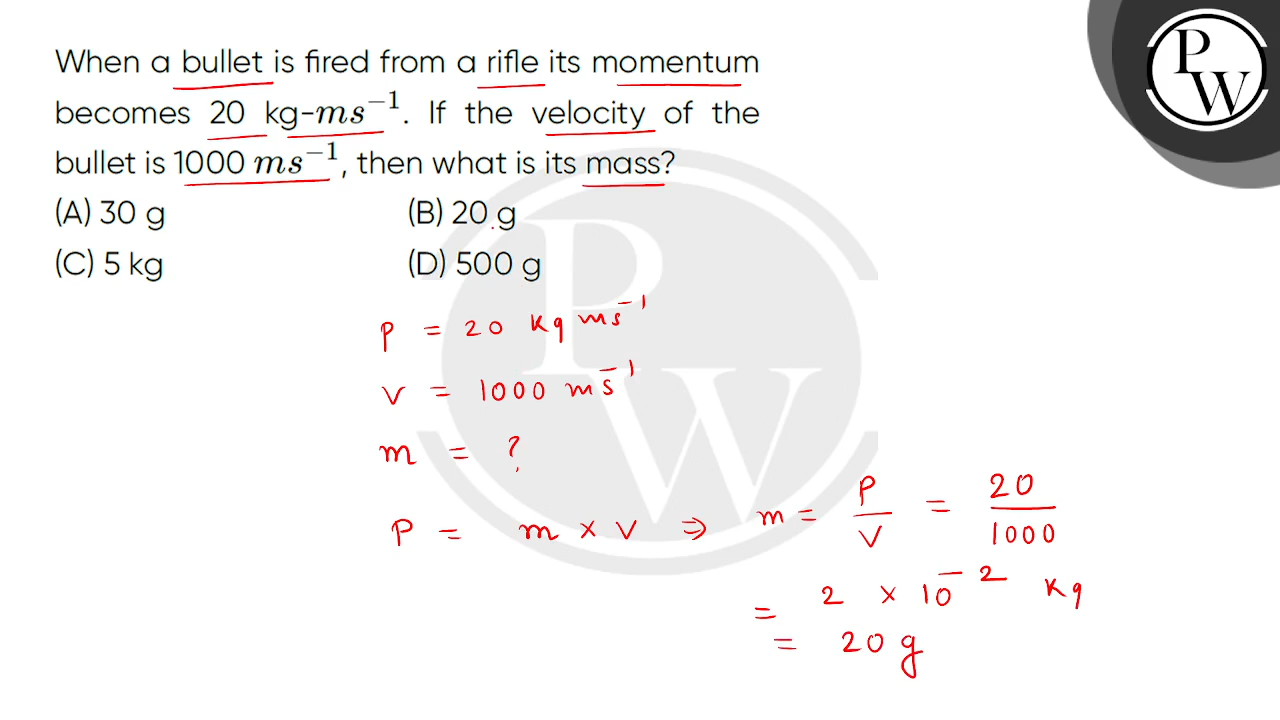 When a bullet is fired from a rifle its momentum
becomes 20 kg-ms⁻¹. If the velocity of the
bullet is 1000 ms⁻¹, then what is its mass?
(A) 30 g (B) 20 g
(C) 5 kg (D) 500 g
P = 20 kg ms⁻¹
v = 1000 ms⁻¹
m = ?
P = m × v ⇒ m = P/v = 20/1000
= 2 × 10⁻² kg
= 20 g
P
W
P
W